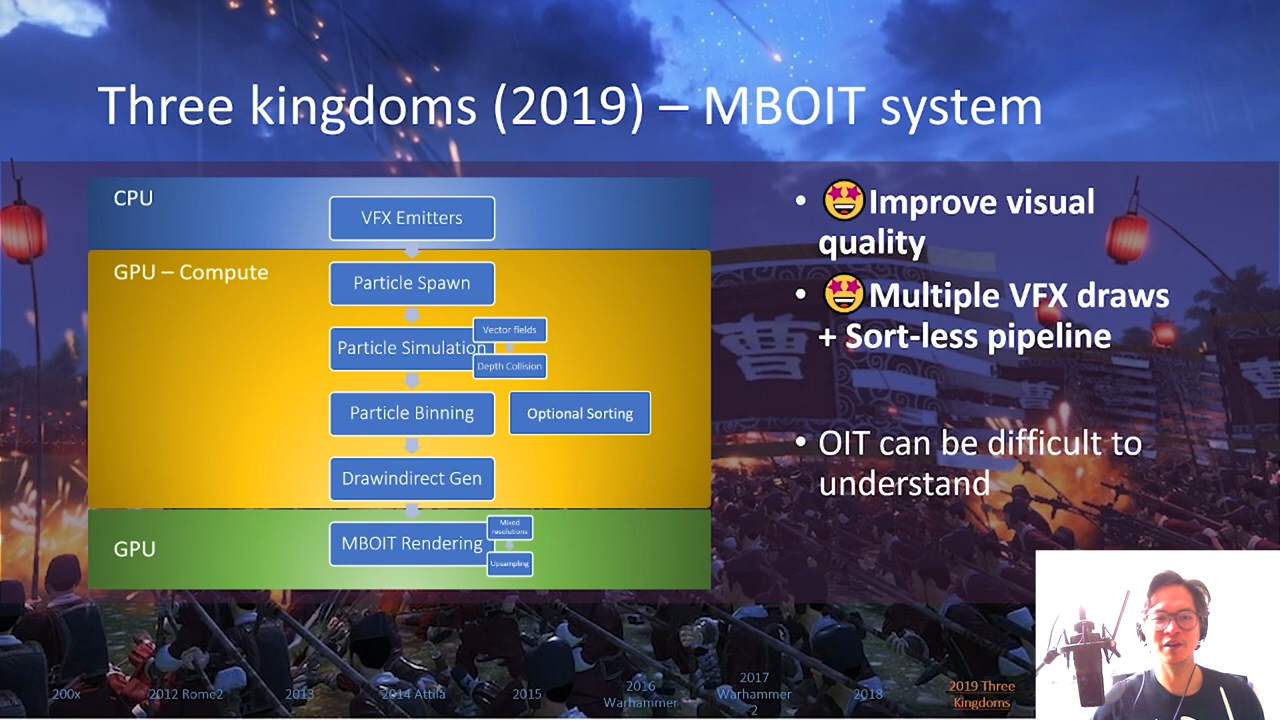 Three kingdoms (2019) – MBOIT system
CPU
VFX Emitters
GPU – Compute
Particle Spawn
Particle Simulation
Vector fields
Depth Collision
Particle Binning
Optional Sorting
Drawindirect Gen
GPU
MBOIT Rendering
Mixed
resolutions
Upsampling
• 🤩Improve visual
quality
• 🤩Multiple VFX draws
+ Sort-less pipeline
• OIT can be difficult to
understand
曹
200x
2012 Rome2
2013
2014 Attila
2015
2016
Warhammer
2017
Warhammer
2
2018
2019 Three
Kingdoms